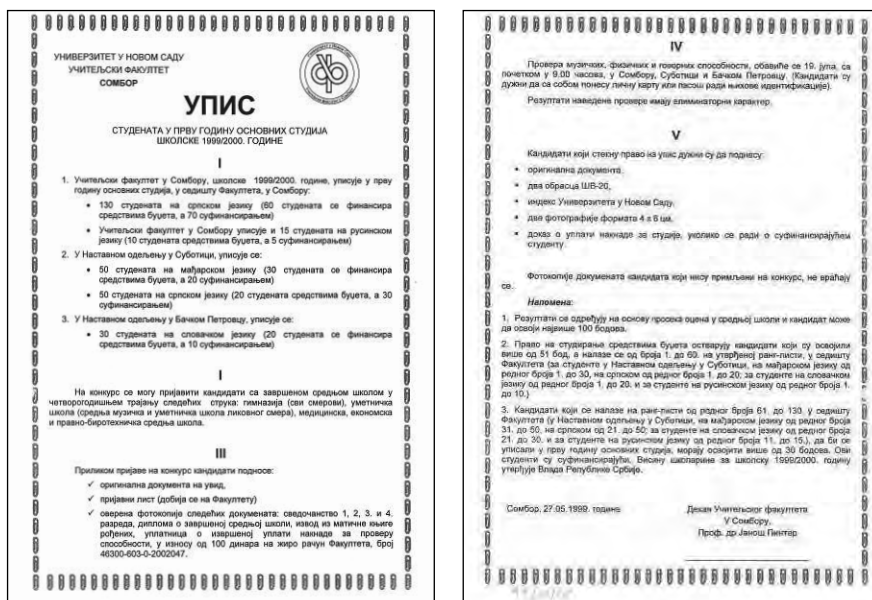 УНИВЕРЗИТЕТ У НОВОМ САДУ
УЧИТЕЉСКИ ФАКУЛТЕТ
СОМБОР
УПИС
СТУДЕНАТА У ПРВУ ГОДИНУ ОСНОВНИХ СТУДИЈА
ШКОЛСКЕ 1999/2000. ГОДИНЕ
I
1. Учитељски факултет у Сомбору, школске 1999/2000. године, уписује у прву
годину основних студија, у седишту Факултета, у Сомбору:
• 130 студената на српском језику (60 студената се финансира
средствима буџета, а 70 суфинансирањем)
• Учитељски факултет у Сомбору уписује и 15 студената на русинском
језику (10 студената средствима буџета, а 5 суфинансирањем)
2. У Наставном одељењу у Суботици, уписује се:
• 50 студената на мађарском језику (30 студената се финансира
средствима буџета, а 20 суфинансирањем)
• 50 студената на српском језику (20 студената средствима буџета, а 30
суфинансирањем)
3. У Наставном одељењу у Бачком Петровцу, уписује се:
• 30 студената на словачком језику (20 студената се финансира
средствима буџета, а 10 суфинансирањем)
I
На конкурс се могу пријавити кандидати са завршеном средњом школом у
четворогодишњем трајању следећих струка: гимназија (сви смерови), уметничка
школа (средња музичка и уметничка школа ликовног смера), медицинска, економска
и правно-биротехничка средња школа.
III
Приликом пријаве на конкурс кандидати подносе:
✓ оригинална документа на увид,
✓ пријавни лист (добија се на Факултету)
✓ оверена фотокопије следећих докумената: сведочанство 1, 2, 3. и 4.
разреда, диплома о завршеној средњој школи, извод из матичне књиге
рођених, уплатница о извршеној уплати накнаде за проверу
способности, у износу од 100 динара на жиро рачун Факултета, број
46300-603-0-2002047.
IV
Провера музичких, физичких и говорних способности, обавиће се 19. јула, са
почетком у 9.00 часова, у Сомбору, Суботици и Бачком Петровцу. (Кандидати су
дужни да са собом понесу личну карту или пасош ради њихове идентификације).
Резултати наведене провере имају елиминаторни карактер.
V
Кандидати који стекну право на упис дужни су да поднесу:
• оригинална документа,
• два обрасца ШВ-20,
• индекс Универзитета у Новом Саду,
• две фотографије формата 4 x 6 цм,
• доказ о уплати накнаде за студије, уколико се ради о суфинансирајућем
студенту.
Фотокопије докумената кандидата који нису примљени на конкурс, не враћају
се.
Напомена:
1. Резултати се одређују на основу просека оцена у средњој школи и кандидат може
да освоји највише 100 бодова.
2. Право на студирање средствима буџета остварују кандидати који су освојили
више од 51 бод, а налазе се од броја 1. до 60. на утврђеној ранг-листи, у седишту
Факултета (за студенте у Наставном одељењу у Суботици, на мађарском језику од
редног броја 1. до 30, на српском од редног броја 1. до 20; за студенте на словачком
језику од редног броја 1. до 20. и за студенте на русинском језику од редног броја 1.
до 10.)
3. Кандидати који се налазе на ранг-листи од редног броја 61. до 130. у седишту
Факултета (у Наставном одељењу у Суботици, на мађарском језику од редног броја
31. до 50, на српском од 21. до 50; за студенте на словачком језику од редног броја
21. до 30. и за студенте на русинском језику од редног броја 11. до 15.), да би се
уписали у прву годину основних студија, морају освојити више од 30 бодова. Ови
студенти су суфинансирајући. Висину школарине за школску 1999/2000. годину
утврђује Влада Републике Србије.
Сомбор, 27.05.1999. године
Декан Учитељског факултета
У Сомбору,
Проф. др Јанош Пинтер